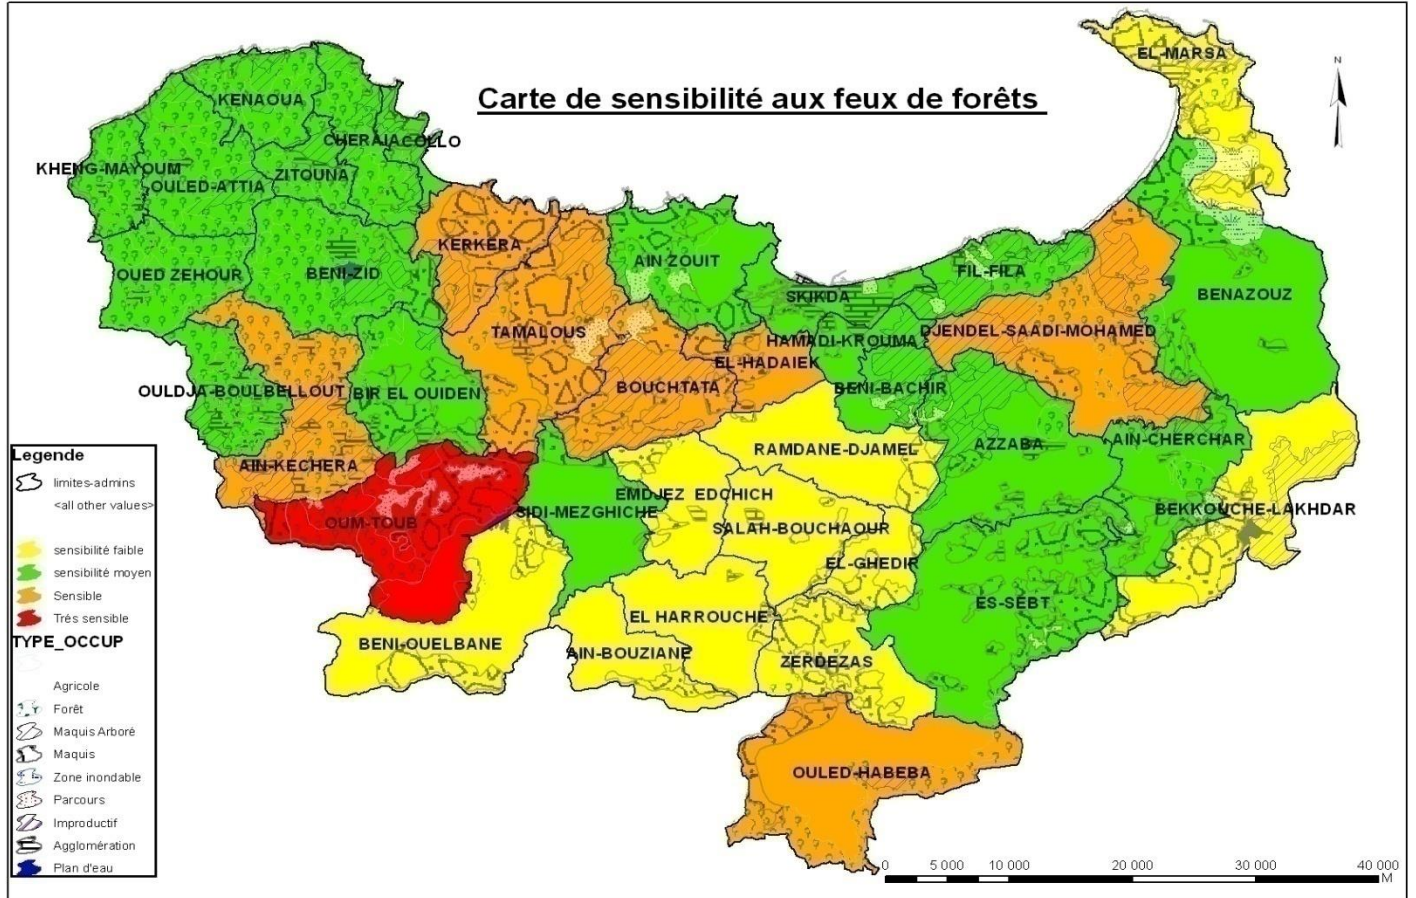 EL-MARSA
N
Carte de sensibilité aux feux de forêts
KENAOUA
CHERAIA
COLLO
KHENG-MAYOUM
OULED-ATTIA
ZITOUNA
KERKERA
OUED ZEHOUR
BENI-ZID
AIN ZOUIT
FIL-FILA
SKIKDA
BENAZOUZ
TAMALOUS
HAMADI-KROUMA
DJENDEL-SAADI-MOHAMED
EL-HADAIEK
OULDJA-BOULBELLOUT
BIR EL OUIDEN
BOUCHTATA
BENI-BACHIR
RAMDANE-DJAMEL
AZZABA
AIN-CHERCHAR
AIN-KECHERA
EMDJEZ EDCHICH
OUM-TOUB
SIDI-MEZGHICHE
SALAH-BOUCHAOUR
BEKKOUCHE-LAKHDAR
EL-GHEDIR
ES-SEBT
EL HARROUCHE
BENI-OUELBANE
AIN-BOUZIANE
ZERDEZAS
OULED-HABEBA
Legende
limites-admins
<all other values>
sensibilité faible
sensibilité moyen
Sensible
Trés sensible
TYPE_OCCUP
Agricole
Forêt
Maquis Arboré
Maquis
Zone inondable
Parcours
Improductif
Agglomération
Plan d'eau
0 5 000 10 000 20 000 30 000 40 000
M